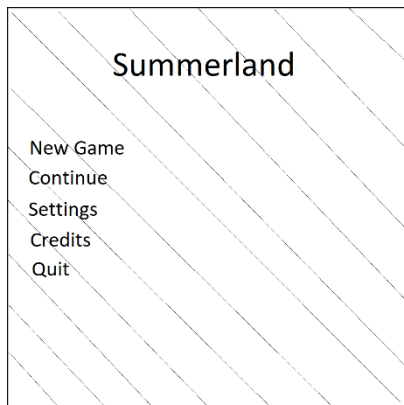 Summerland
New Game
Continue
Settings
Credits
Quit